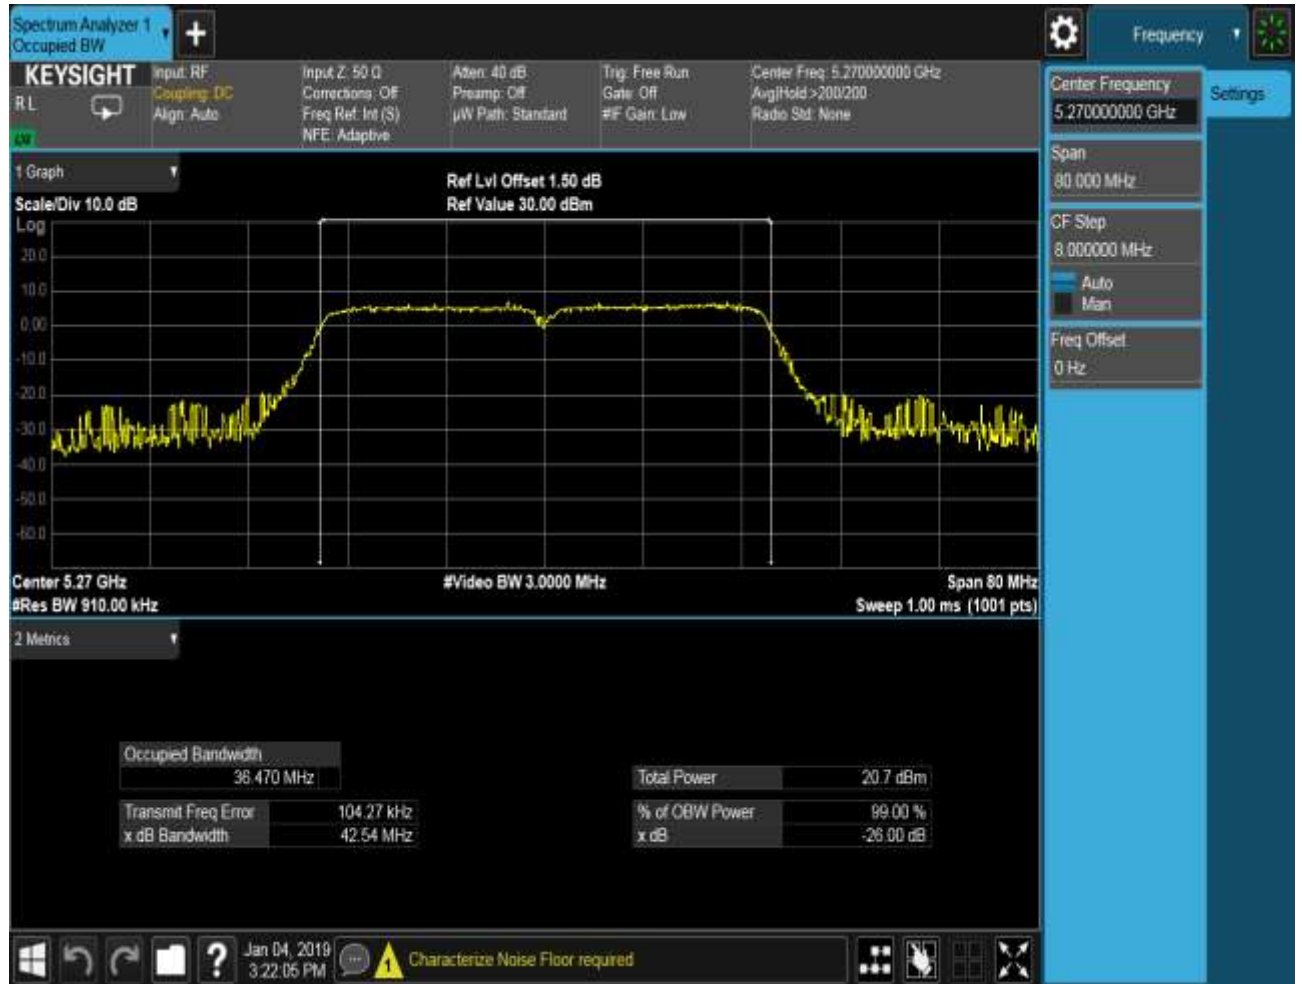 Spectrum Analyzer 1
Occupied BW
Frequency
KEYSIGHT
RL
Input: RF
Coupling: DC
Align: Auto
Input Z: 50 Ω
Corrections: Off
Freq Ref: Int (S)
NFE: Adaptive
Atten: 40 dB
Preamp: Off
µW Path: Standard
Trig: Free Run
Gate: Off
#IF Gain: Low
Center Freq: 5.270000000 GHz
Avg|Hold:>200/200
Radio Std: None
Center Frequency
5.270000000 GHz
Settings
Span
80.000 MHz
CF Step
8.000000 MHz
Auto
Man
Freq Offset
0 Hz
1 Graph
Scale/Div 10.0 dB
Ref Lvl Offset 1.50 dB
Ref Value 30.00 dBm
Log
20.0
10.0
0.00
-10.0
-20.0
-30.0
-40.0
-50.0
-60.0
Center 5.27 GHz
#Video BW 3.0000 MHz
Span 80 MHz
#Res BW 910.00 kHz
Sweep 1.00 ms (1001 pts)
2 Metrics
Occupied Bandwidth
36.470 MHz
Total Power 20.7 dBm
Transmit Freq Error 104.27 kHz
% of OBW Power 99.00 %
x dB Bandwidth 42.54 MHz
x dB -26.00 dB
?
Jan 04, 2019
3:22:05 PM
1
Characterize Noise Floor required